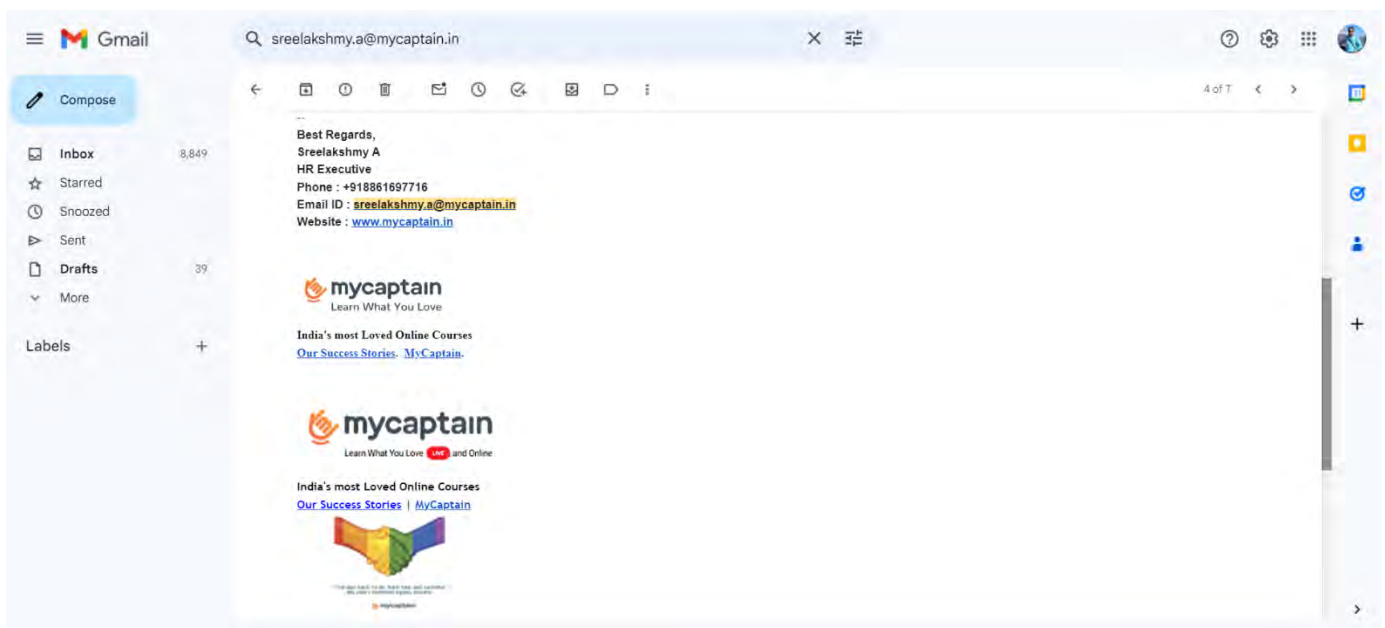 Gmail
sreelakshmy.a@mycaptain.in
Compose
4 of 7
Inbox 8,849
Starred
Snoozed
Sent
Drafts 39
More
Labels
--
Best Regards,
Sreelakshmy A
HR Executive
Phone : +918861697716
Email ID : sreelakshmy.a@mycaptain.in
Website : www.mycaptain.in
mycaptain
Learn What You Love
India's most Loved Online Courses
Our Success Stories. MyCaptain.
mycaptain
Learn What You Love LIVE and Online
India's most Loved Online Courses
Our Success Stories | MyCaptain
mycaptain